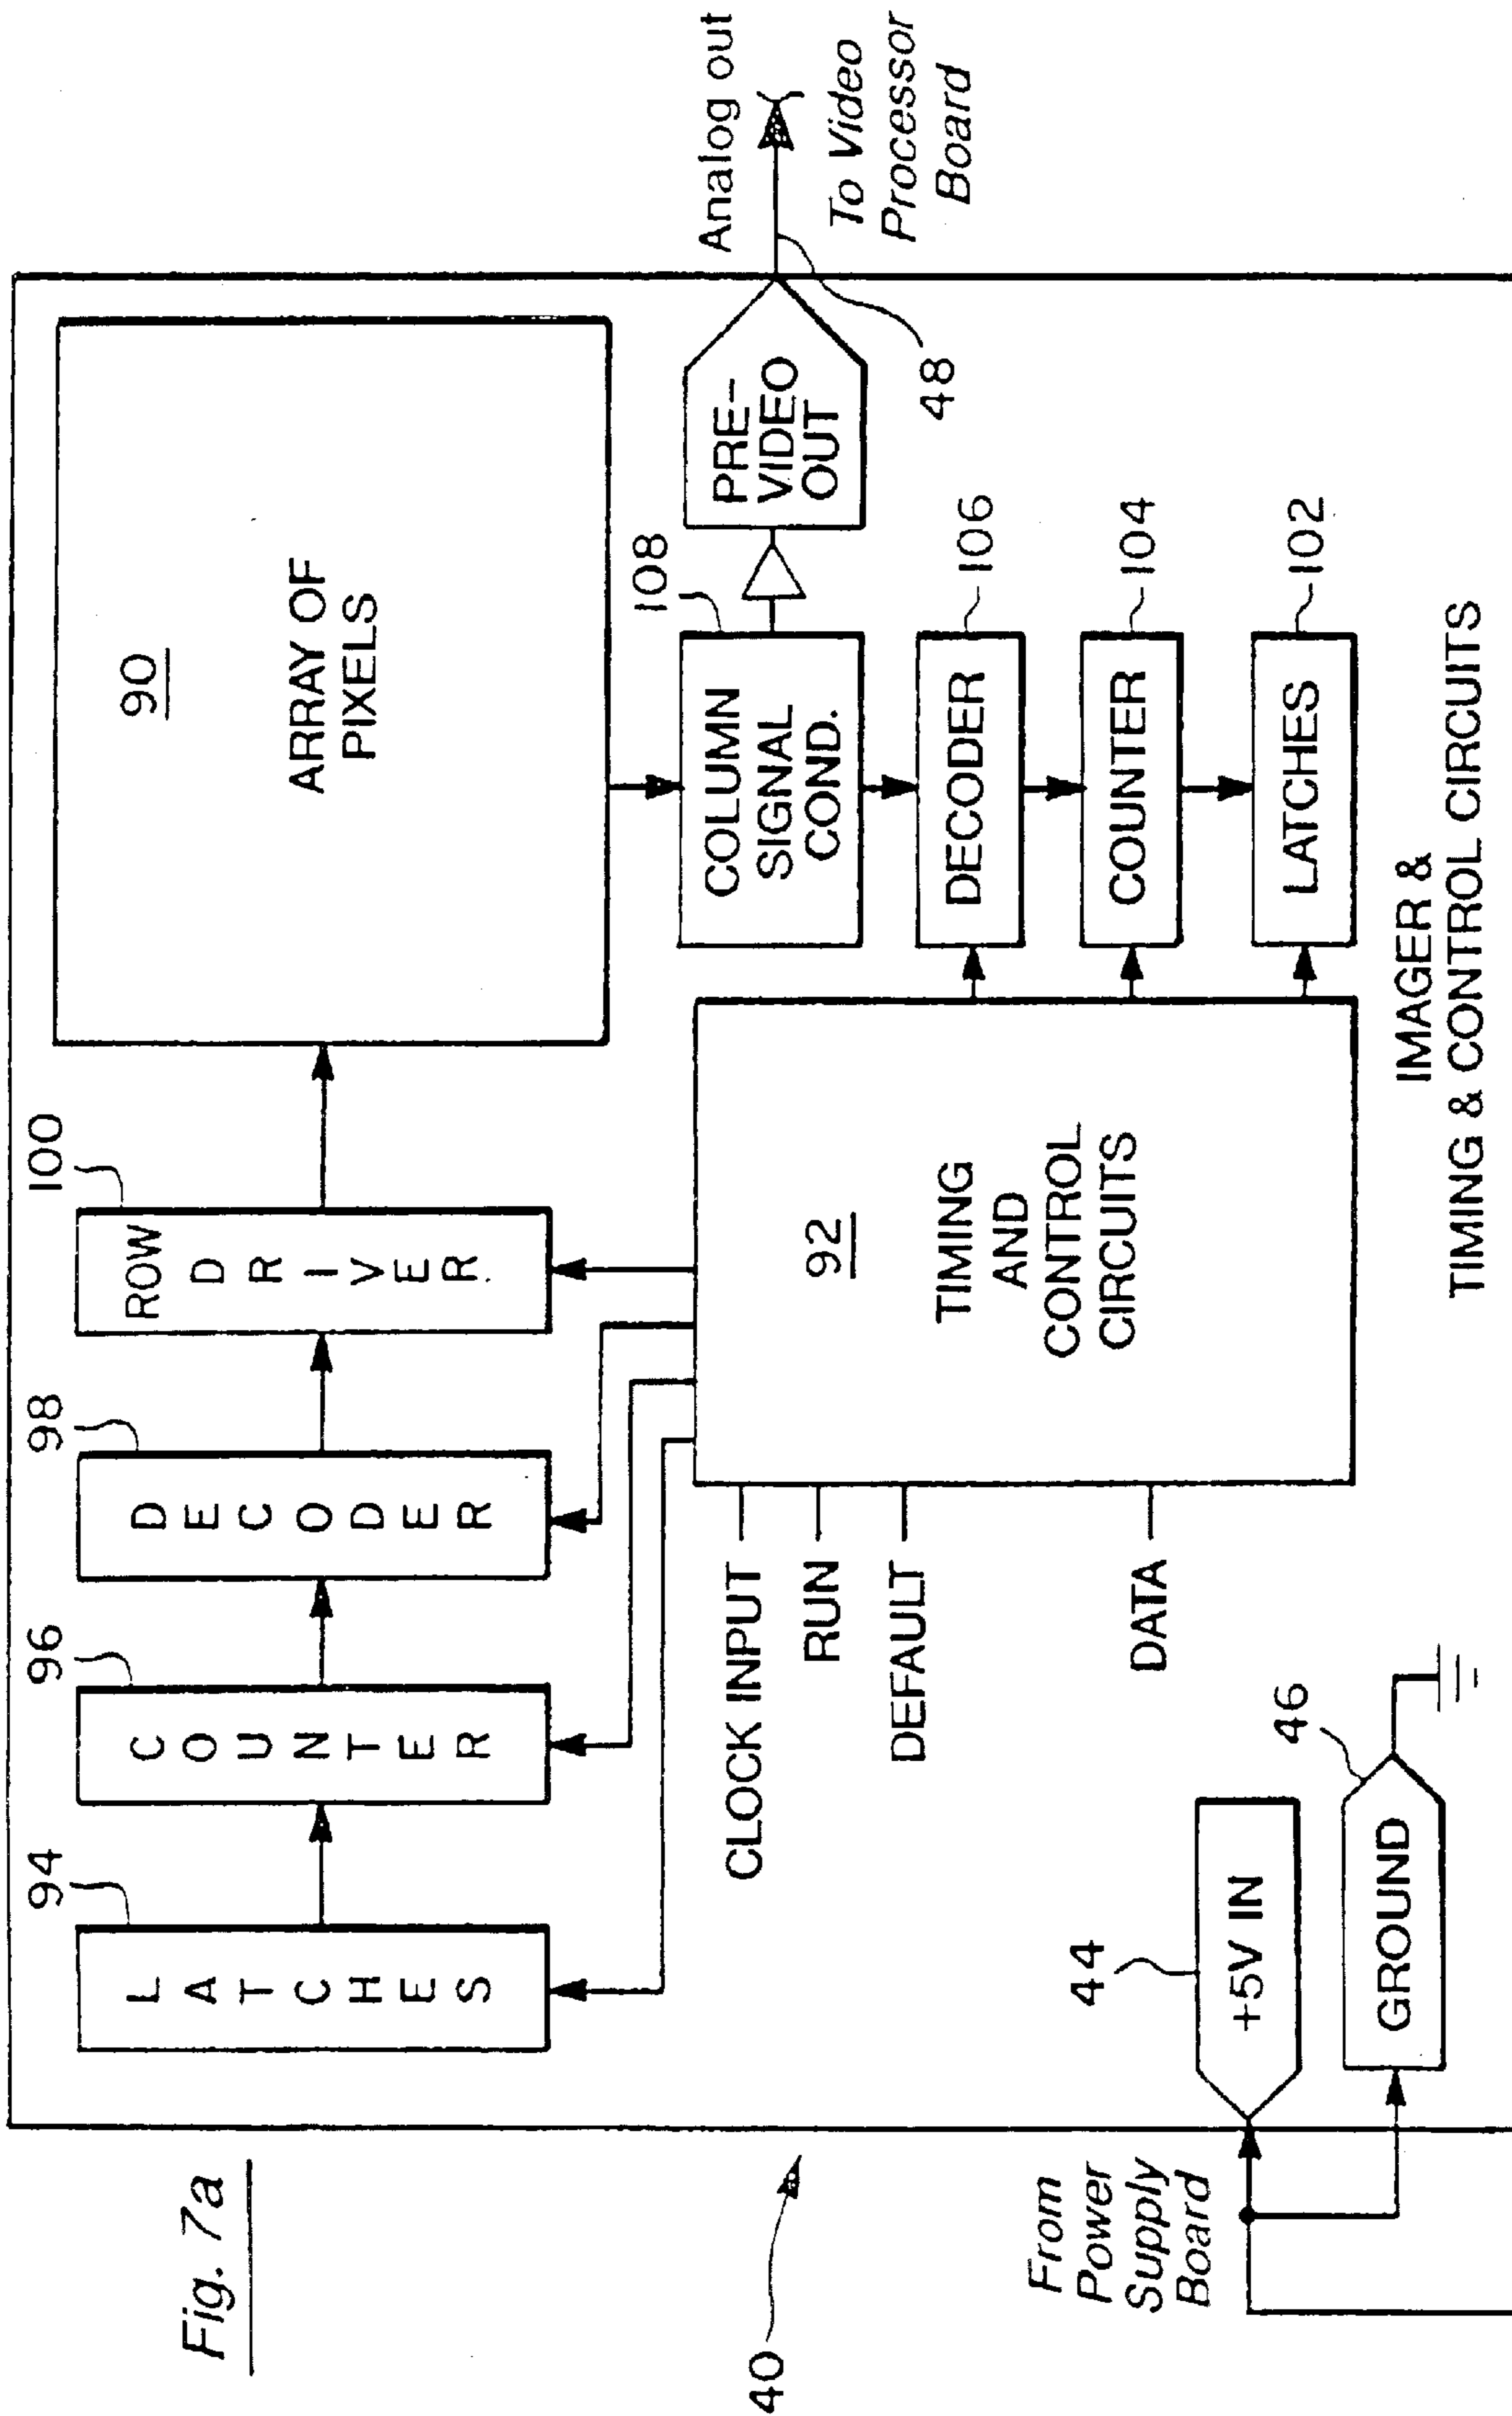 Fig. 7a
40
94
LATCHES
96
COUNTER
98
DECODER
100
ROW
DRIVER
90
ARRAY OF
PIXELS
CLOCK INPUT
RUN
DEFAULT
DATA
92
TIMING
AND
CONTROL
CIRCUITS
108
COLUMN
SIGNAL
COND.
PRE-
VIDEO
OUT
48
Analog out
To Video
Processor
Board
DECODER
106
COUNTER
104
LATCHES
102
From
Power
Supply
Board
44
+5V IN
46
GROUND
IMAGER &
TIMING & CONTROL CIRCUITS